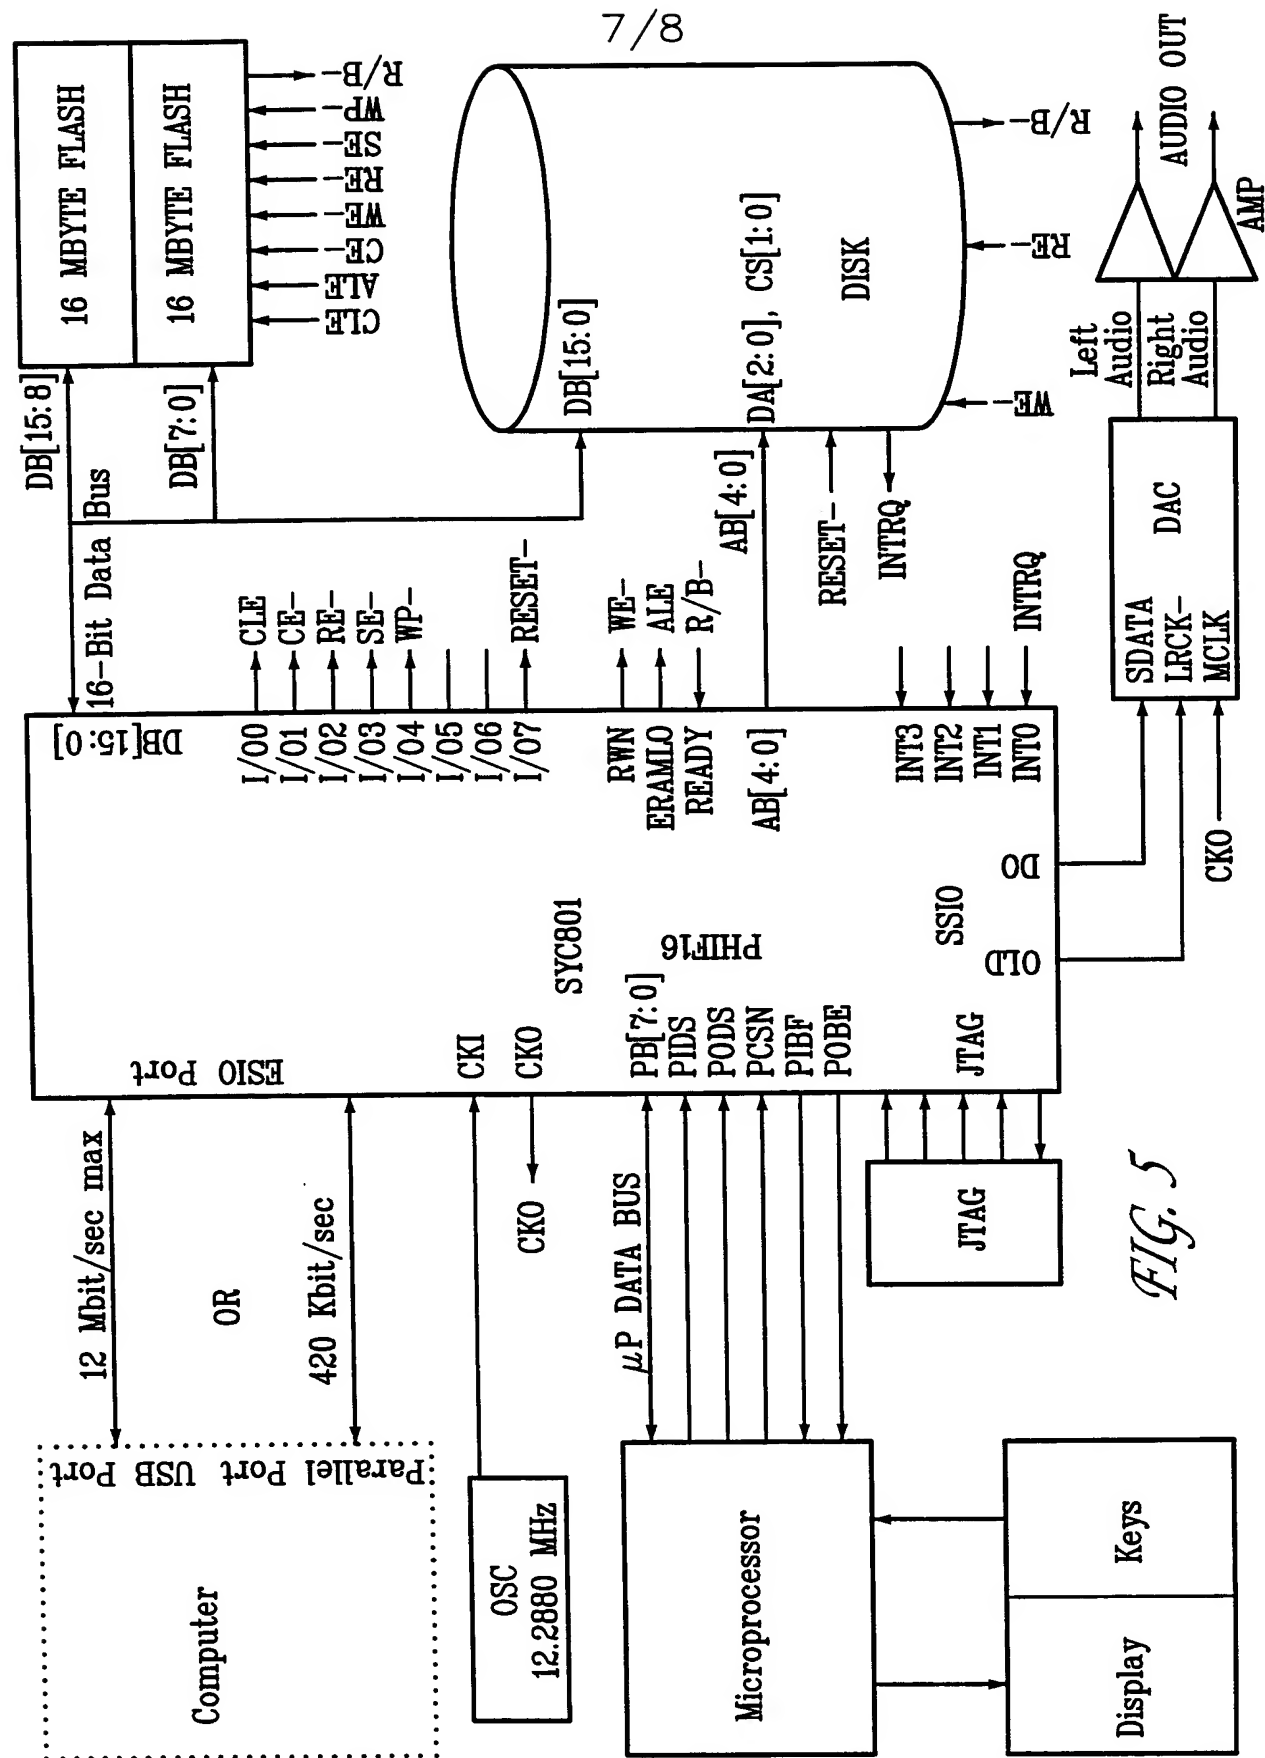 7/8
Computer
USB Port
Parallel Port
12 Mbit/sec max
OR
420 Kbit/sec
OSC
12.2880 MHz
CKO
Microprocessor
μP DATA BUS
Display
Keys
JTAG
ESIO Port
CKI
CKO
SYC801
PHIF16
PB[7:0]
PIDS
PODS
PCSN
PIBF
POBE
JTAG
SSIO
OLD
DO
DB[15:0]
I/O0
I/O1
I/O2
I/O3
I/O4
I/O5
I/O6
I/O7
RWN
ERAMLO
READY
AB[4:0]
INT3
INT2
INT1
INT0
16-Bit Data Bus
CLE
CE-
RE-
SE-
WP-
RESET-
WE-
ALE
R/B-
AB[4:0]
RESET-
INTRQ
INTRQ
DB[15:8]
DB[7:0]
16 MBYTE FLASH
16 MBYTE FLASH
CLE
ALE
CE-
WE-
RE-
SE-
WP-
R/B-
DB[15:0]
DA[2:0], CS[1:0]
DISK
WE-
RE-
R/B-
SDATA
LRCK-
MCLK
DAC
CKO
Left
Audio
Right
Audio
AMP
AUDIO OUT
FIG. 5